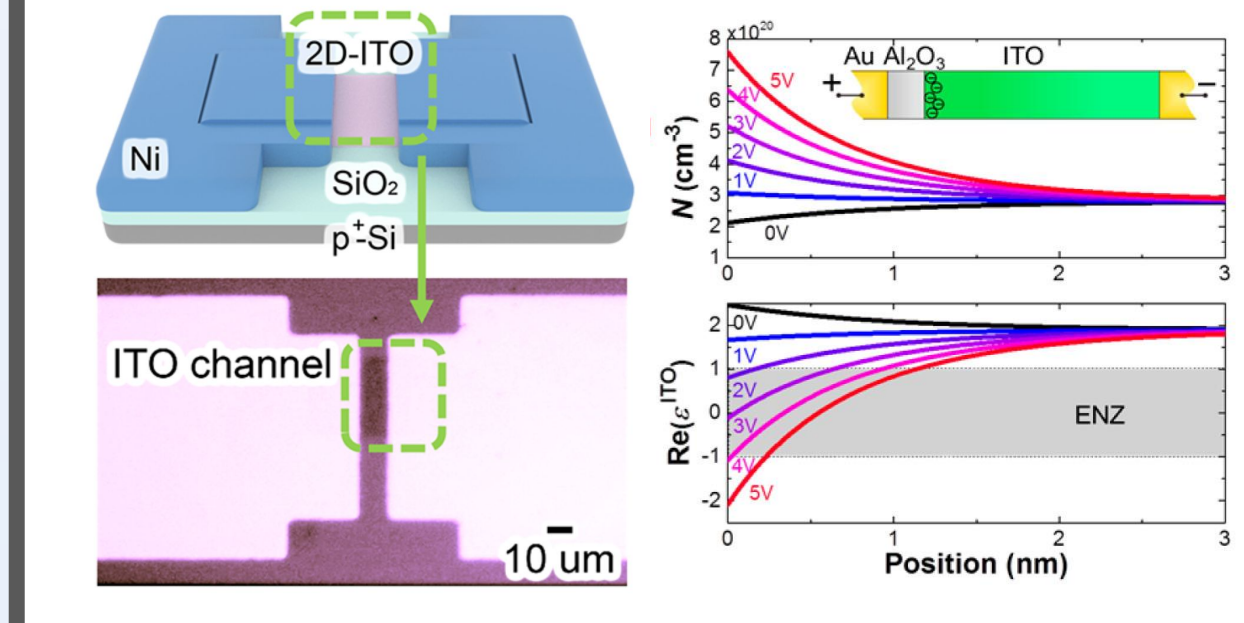 2D-ITO
Ni
SiO₂
p⁺-Si
ITO channel
10 um
8 x10²⁰
7
6
5
4
3
2
1
N (cm⁻³)
Au Al₂O₃ ITO
+ −
5V
4V
3V
2V
1V
0V
0 1 2 3
2
1
0
-1
-2
Re(ε^ITO)
0V
1V
2V
3V
4V
5V
ENZ
0 1 2 3
Position (nm)